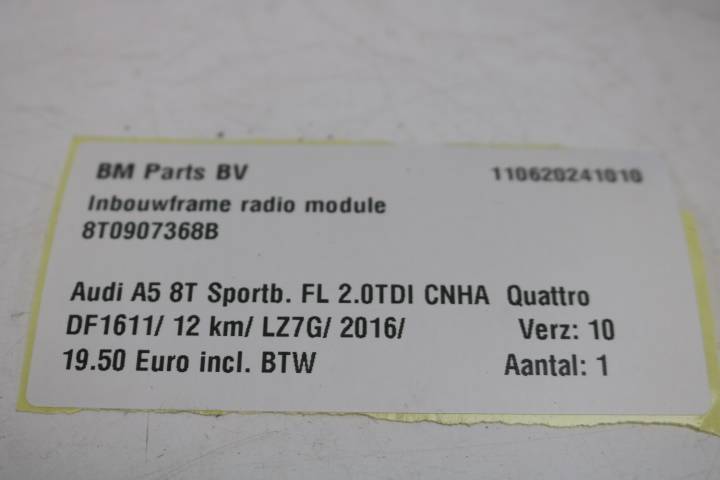 BM Parts BV 110620241010
Inbouwframe radio module
8T0907368B
Audi A5 8T Sportb. FL 2.0TDI CNHA Quattro
DF1611/ 12 km/ LZ7G/ 2016/ Verz: 10
19.50 Euro incl. BTW Aantal: 1